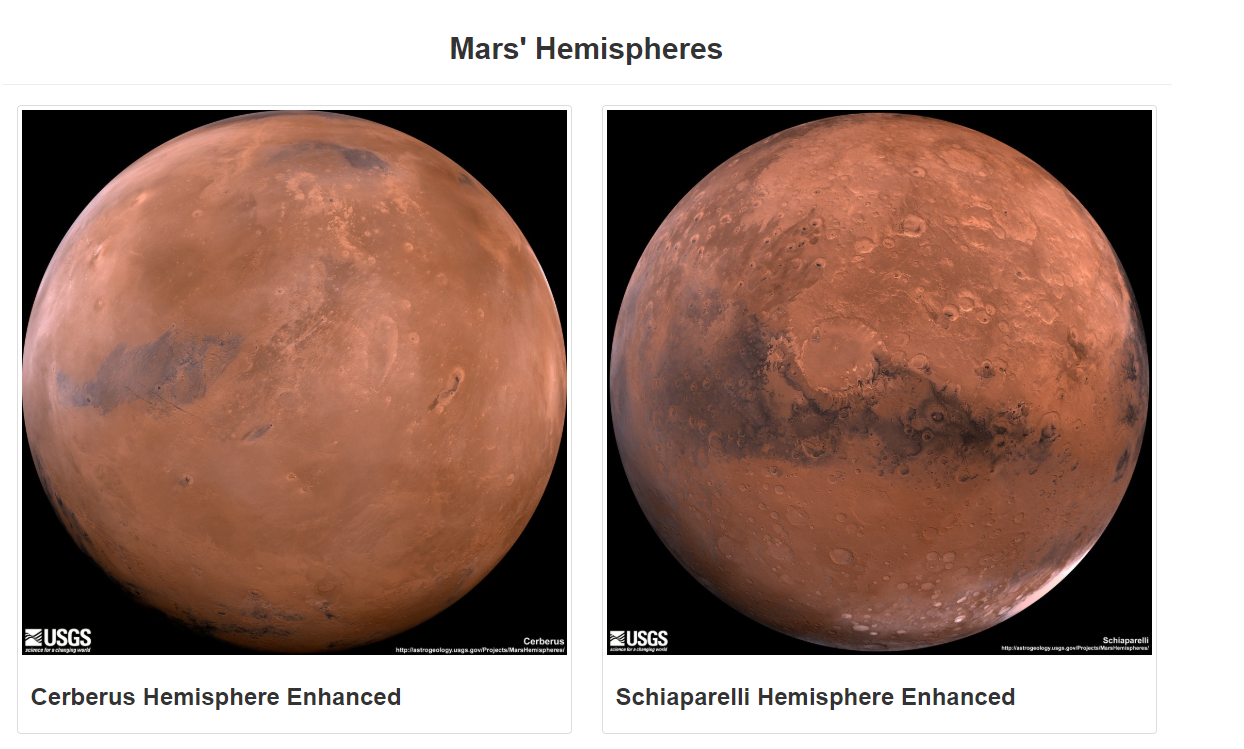 Mars' Hemispheres
USGS
science for a changing world
Cerberus
http://astrogeology.usgs.gov/Projects/MarsHemispheres/
Cerberus Hemisphere Enhanced
USGS
science for a changing world
Schiaparelli
http://astrogeology.usgs.gov/Projects/MarsHemispheres/
Schiaparelli Hemisphere Enhanced